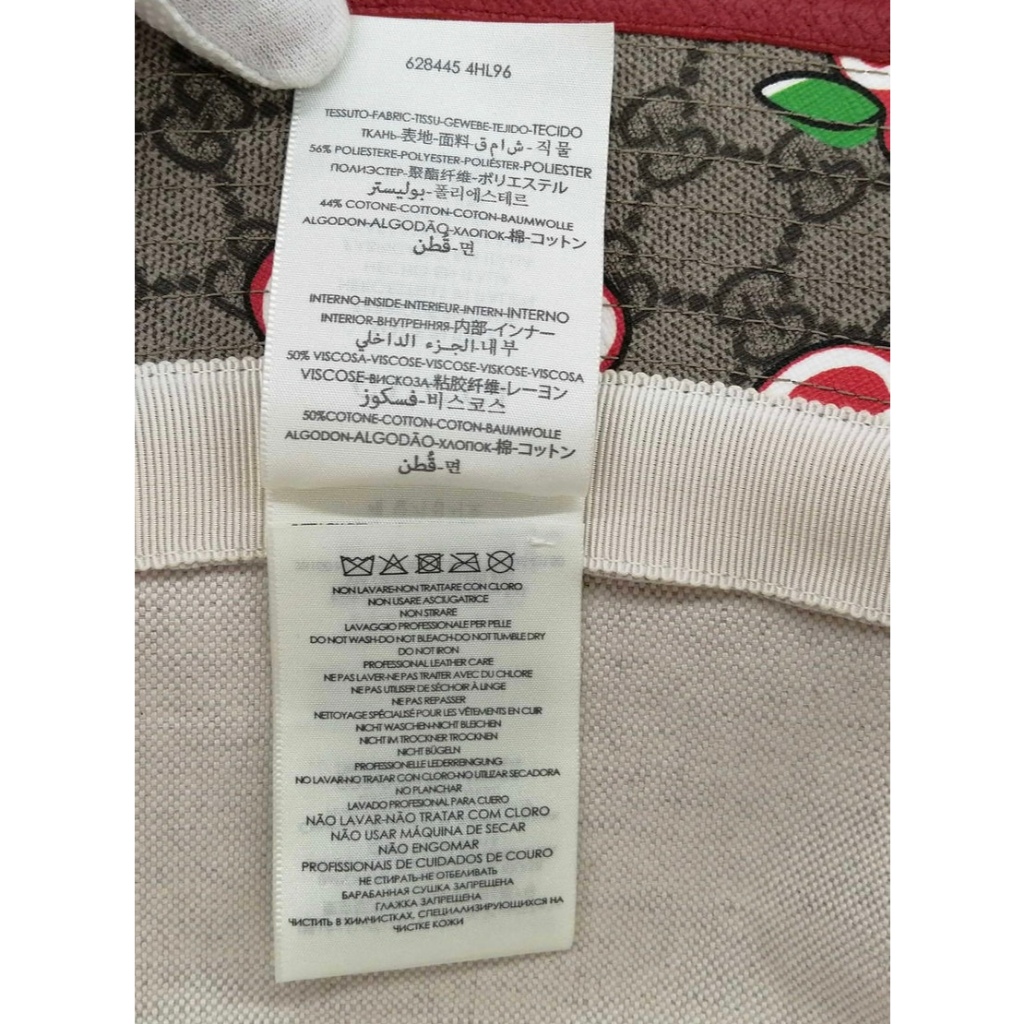 628445 4HL96
TESSUTO-FABRIC-TISSU-GEWEBE-TEJIDO-TECIDO
ТКАНЬ-表地-面料-قماش-직물
56% POLIESTERE-POLYESTER-POLIÉSTER-POLIESTER
ПОЛИЭСТЕР-聚酯纤维-ポリエステル
بوليستر-폴리에스테르
44% COTONE-COTTON-COTON-BAUMWOLLE
ALGODON-ALGODÃO-ХЛОПОК-棉-コットン
قُطن-면
INTERNO-INSIDE-INTERIEUR-INTERN-INTERNO
INTERIOR-ВНУТРЕННЯЯ-内部-インナー
الجزء الداخلي-내부
50% VISCOSA-VISCOSE-VISCOSE-VISKOSE-VISCOSA
VISCOSE-ВИСКОЗА-粘胶纤维-レーヨン
فسكوز-비스코스
50%COTONE-COTTON-COTON-BAUMWOLLE
ALGODON-ALGODÃO-ХЛОПОК-棉-コットン
قُطن-면
NON LAVARE-NON TRATTARE CON CLORO
NON USARE ASCIUGATRICE
NON STIRARE
LAVAGGIO PROFESSIONALE PER PELLE
DO NOT WASH-DO NOT BLEACH-DO NOT TUMBLE DRY
DO NOT IRON
PROFESSIONAL LEATHER CARE
NE PAS LAVER-NE PAS TRAITER AVEC DU CHLORE
NE PAS UTILISER DE SÉCHOIR À LINGE
NE PAS REPASSER
NETTOYAGE SPÉCIALISÉ POUR LES VÊTEMENTS EN CUIR
NICHT WASCHEN-NICHT BLEICHEN
NICHT IM TROCKNER TROCKNEN
NICHT BÜGELN
PROFESSIONELLE LEDERREINIGUNG
NO LAVAR-NO TRATAR CON CLORO-NO UTILIZAR SECADORA
NO PLANCHAR
LAVADO PROFESIONAL PARA CUERO
NÃO LAVAR-NÃO TRATAR COM CLORO
NÃO USAR MÁQUINA DE SECAR
NÃO ENGOMAR
PROFISSIONAIS DE CUIDADOS DE COURO
НЕ СТИРАТЬ-НЕ ОТБЕЛИВАТЬ
БАРАБАННАЯ СУШКА ЗАПРЕЩЕНА
ГЛАЖКА ЗАПРЕЩЕНА
ЧИСТИТЬ В ХИМЧИСТКАХ, СПЕЦИАЛИЗИРУЮЩИХСЯ НА
ЧИСТКЕ КОЖИ